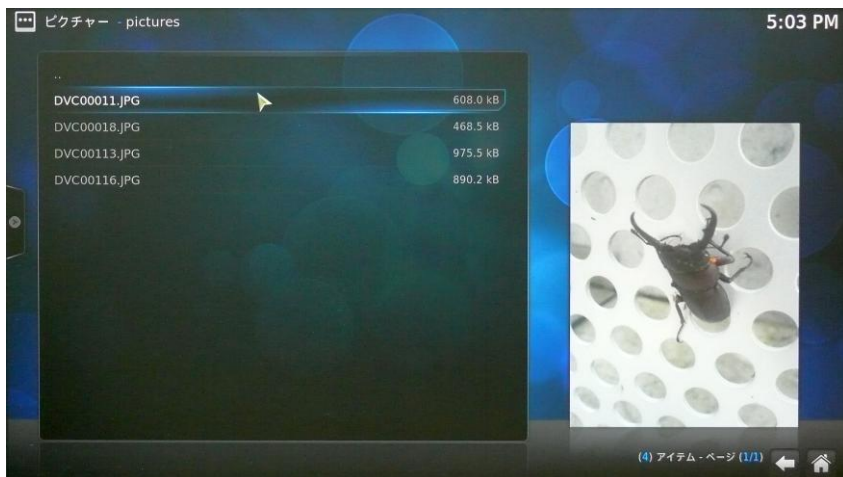 ピクチャー - pictures
5:03 PM
..
DVC00011.JPG 608.0 kB
DVC00018.JPG 468.5 kB
DVC00113.JPG 975.5 kB
DVC00116.JPG 890.2 kB
(4) アイテム - ページ (1/1)